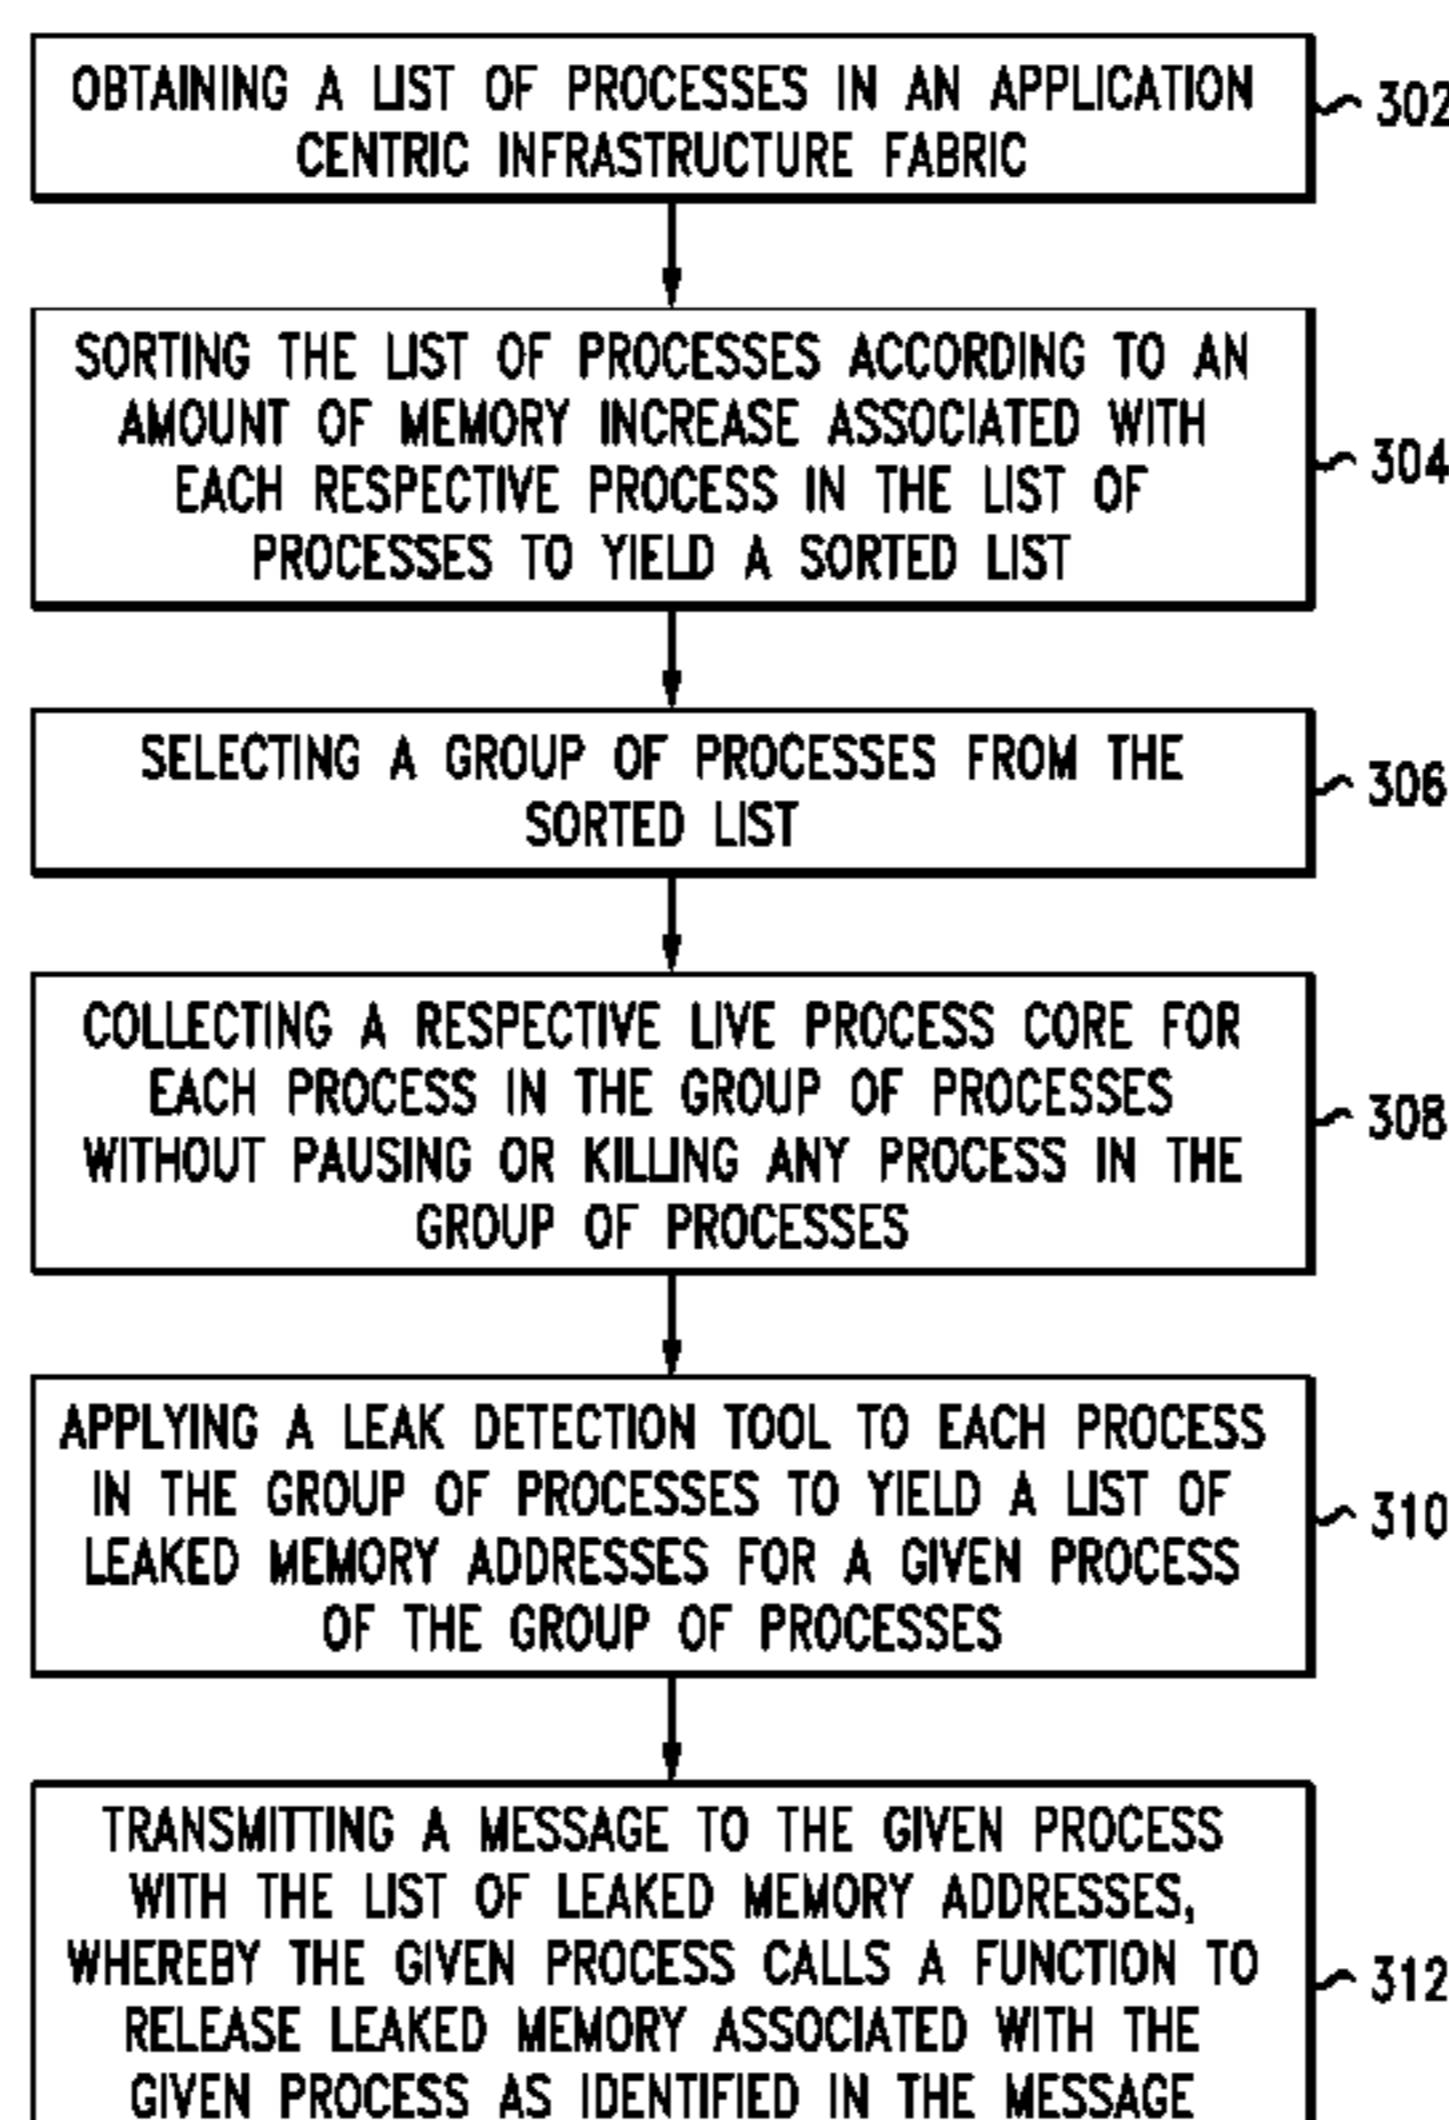 OBTAINING A LIST OF PROCESSES IN AN APPLICATION
CENTRIC INFRASTRUCTURE FABRIC
302
SORTING THE LIST OF PROCESSES ACCORDING TO AN
AMOUNT OF MEMORY INCREASE ASSOCIATED WITH
EACH RESPECTIVE PROCESS IN THE LIST OF
PROCESSES TO YIELD A SORTED LIST
304
SELECTING A GROUP OF PROCESSES FROM THE
SORTED LIST
306
COLLECTING A RESPECTIVE LIVE PROCESS CORE FOR
EACH PROCESS IN THE GROUP OF PROCESSES
WITHOUT PAUSING OR KILLING ANY PROCESS IN THE
GROUP OF PROCESSES
308
APPLYING A LEAK DETECTION TOOL TO EACH PROCESS
IN THE GROUP OF PROCESSES TO YIELD A LIST OF
LEAKED MEMORY ADDRESSES FOR A GIVEN PROCESS
OF THE GROUP OF PROCESSES
310
TRANSMITTING A MESSAGE TO THE GIVEN PROCESS
WITH THE LIST OF LEAKED MEMORY ADDRESSES,
WHEREBY THE GIVEN PROCESS CALLS A FUNCTION TO
RELEASE LEAKED MEMORY ASSOCIATED WITH THE
GIVEN PROCESS AS IDENTIFIED IN THE MESSAGE
312